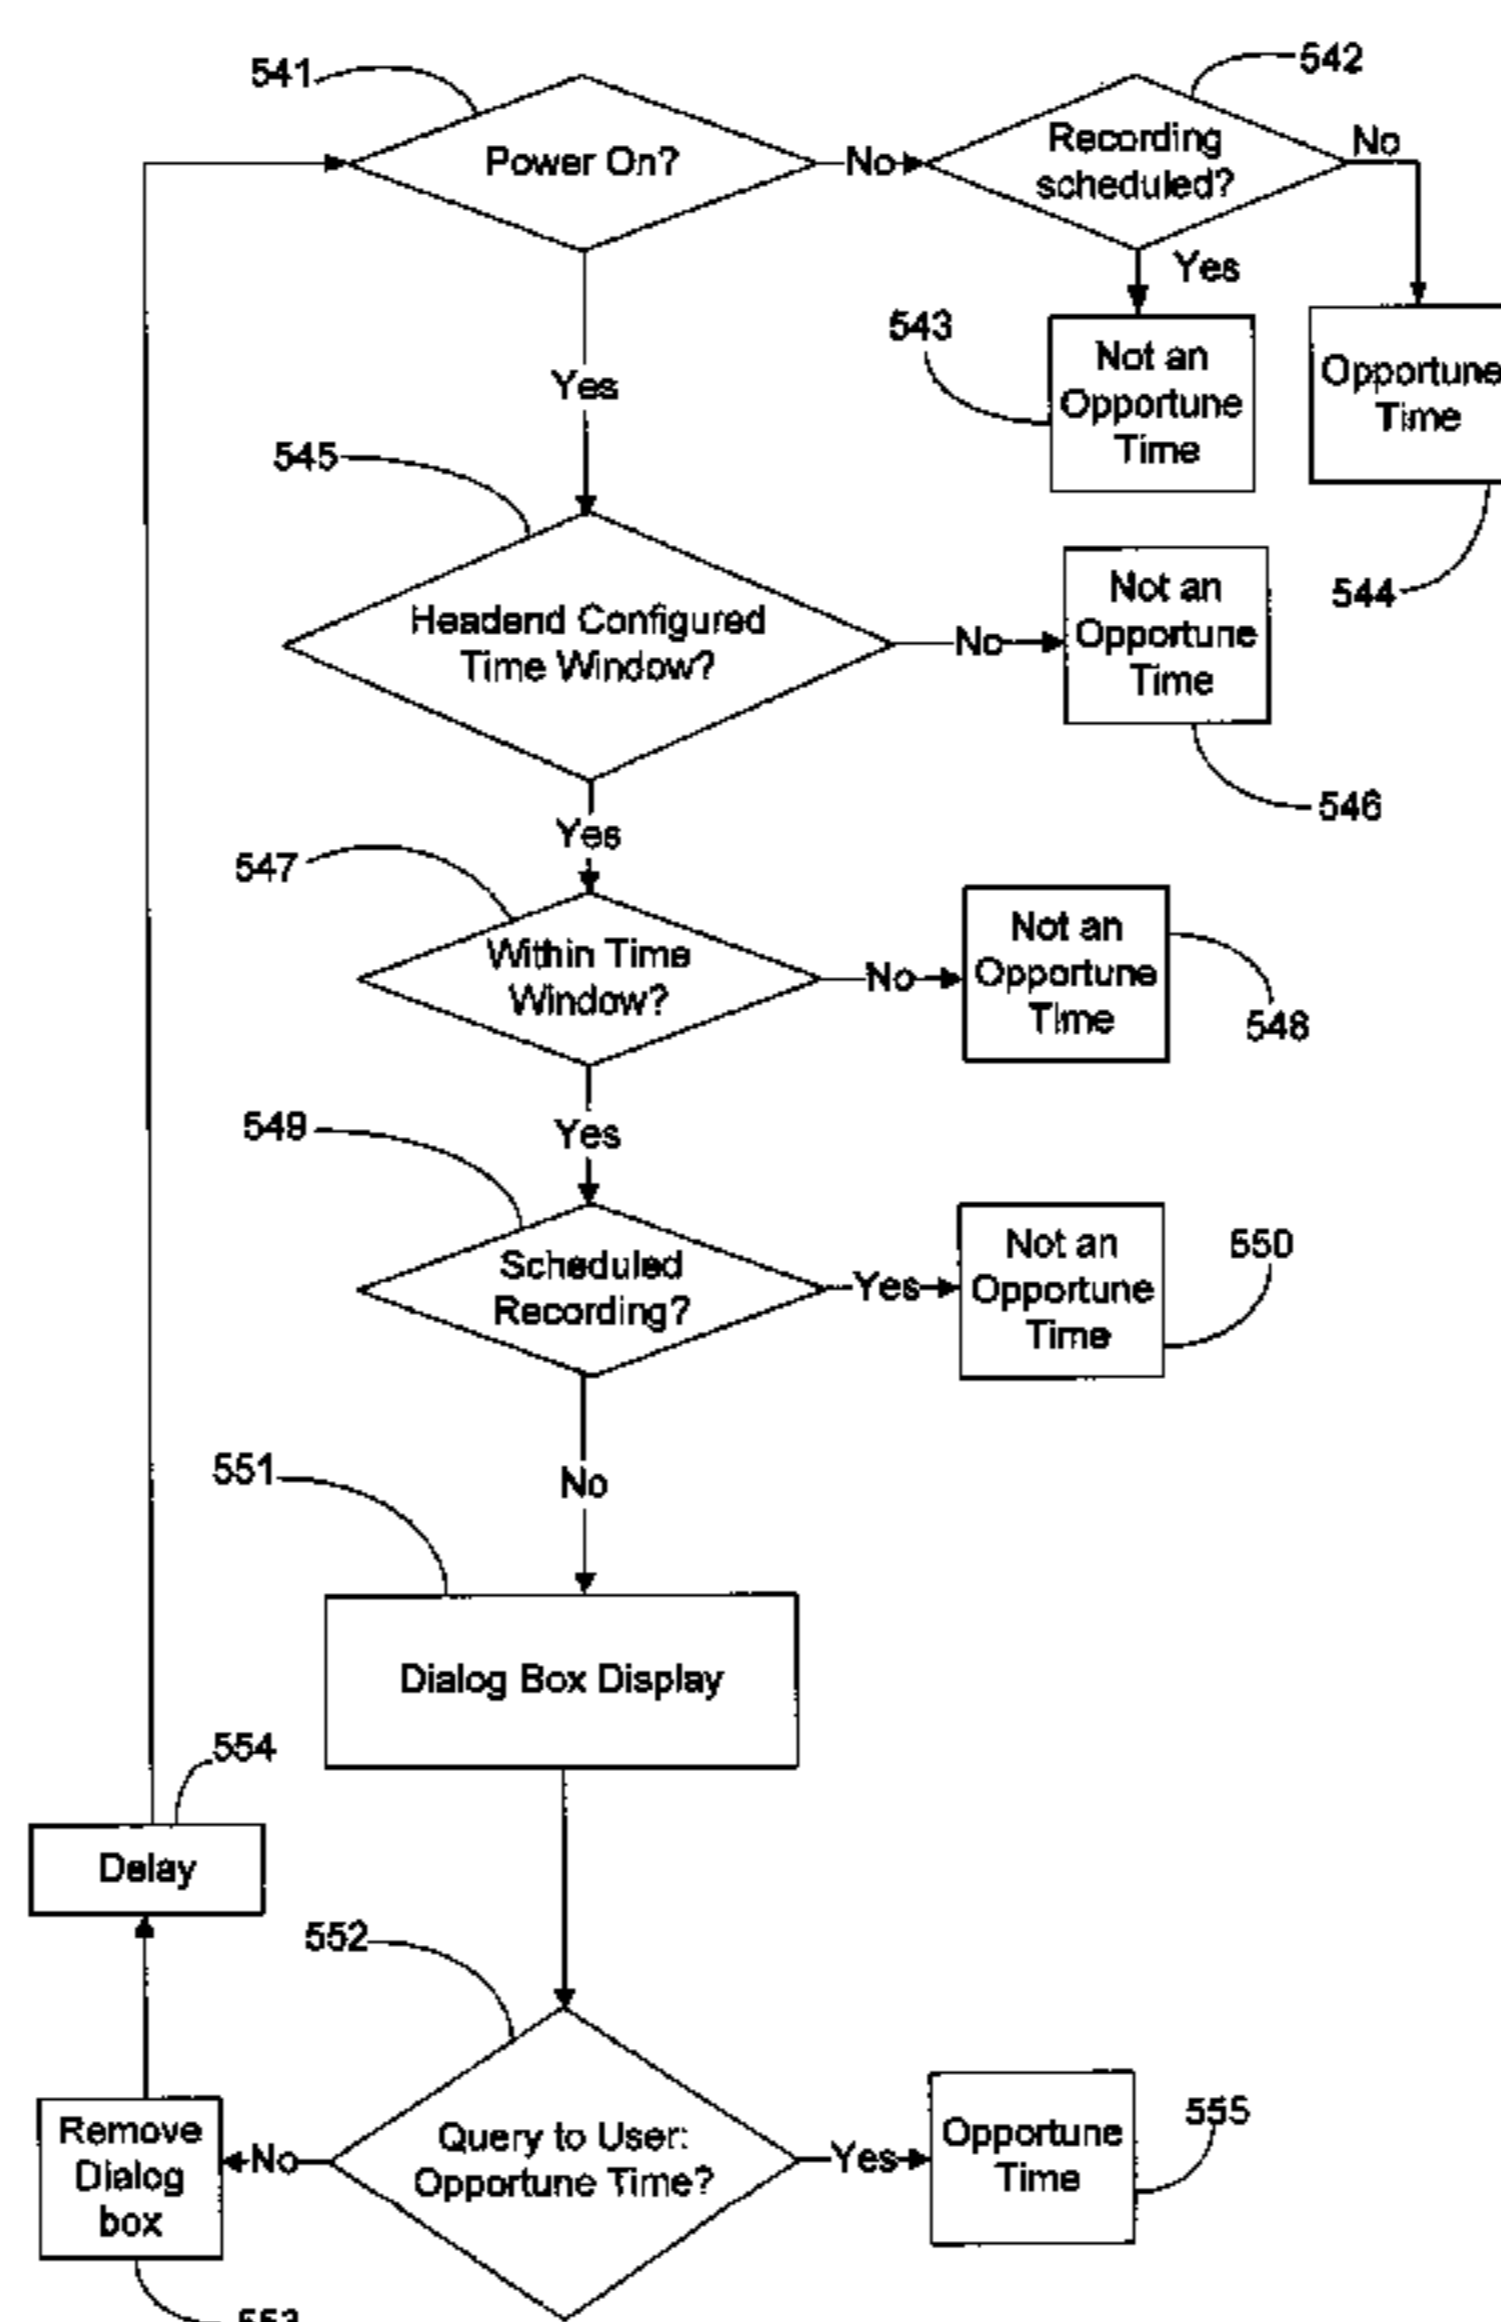 541
542
Power On?
No
Recording
scheduled?
No
Yes
Yes
543
Not an
Opportune
Time
Opportune
Time
544
545
Headend Configured
Time Window?
No
Not an
Opportune
Time
546
Yes
547
Within Time
Window?
No
Not an
Opportune
Time
548
Yes
549
Scheduled
Recording?
Yes
Not an
Opportune
Time
550
No
551
Dialog Box Display
554
Delay
552
Query to User:
Opportune Time?
No
Remove
Dialog
box
553
Yes
Opportune
Time
555